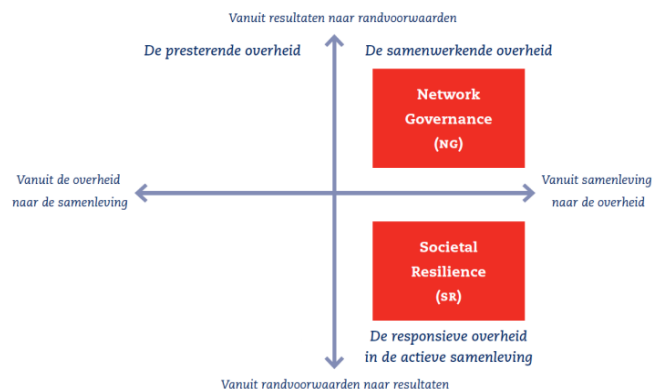 Vanuit resultaten naar randvoorwaarden
De presterende overheid
De samenwerkende overheid
Network
Governance
(NG)
Vanuit de overheid
naar de samenleving
Vanuit samenleving
naar de overheid
Societal
Resilience
(SR)
De responsieve overheid
in de actieve samenleving
Vanuit randvoorwaarden naar resultaten